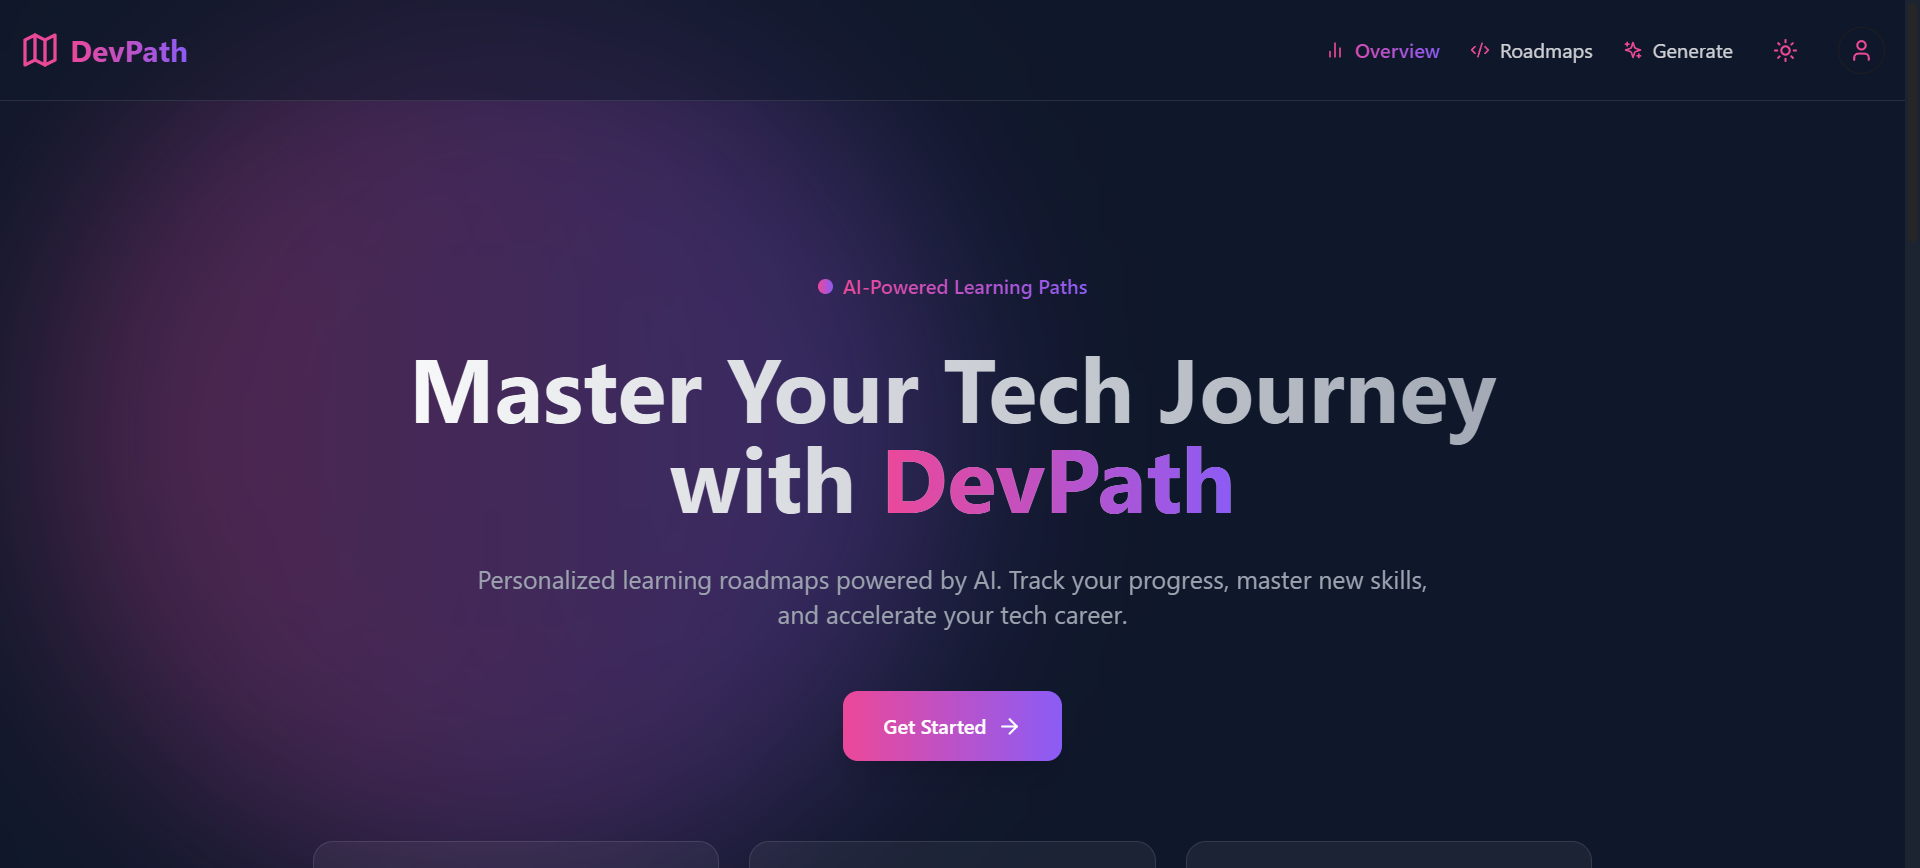 DevPath
Overview
Roadmaps
Generate
AI-Powered Learning Paths
Master Your Tech Journey
with DevPath
Personalized learning roadmaps powered by AI. Track your progress, master new skills,
and accelerate your tech career.
Get Started